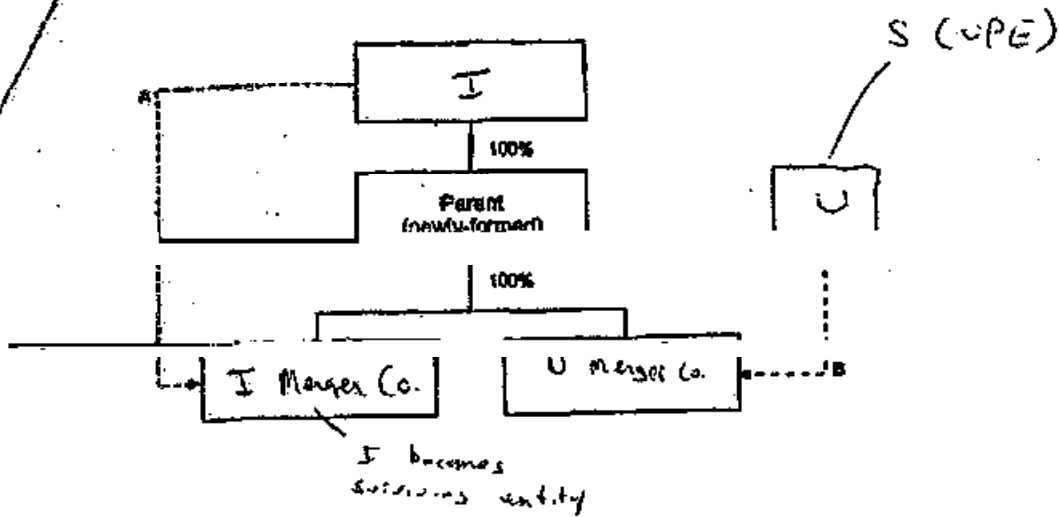 S (UPE)
I
A
100%
Parent
(newly-formed)
U
100%
I Merger Co.
U Merger Co.
B
I becomes
surviving entity